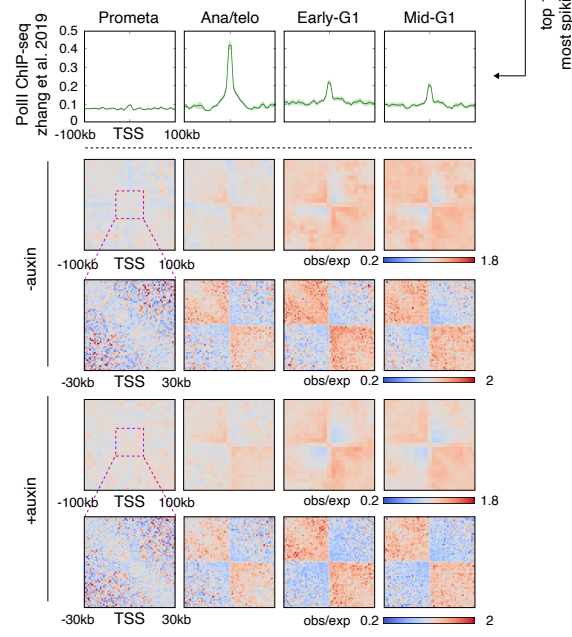 Prometa Ana/telo Early-G1 Mid-G1
PolII ChIP-seq
zhang et al. 2019
0.5
0.4
0.3
0.2
0.1
0
-100kb TSS 100kb
most spiki
top
-auxin
-100kb TSS 100kb obs/exp 0.2 1.8
-30kb TSS 30kb obs/exp 0.2 2
+auxin
-100kb TSS 100kb obs/exp 0.2 1.8
-30kb TSS 30kb obs/exp 0.2 2